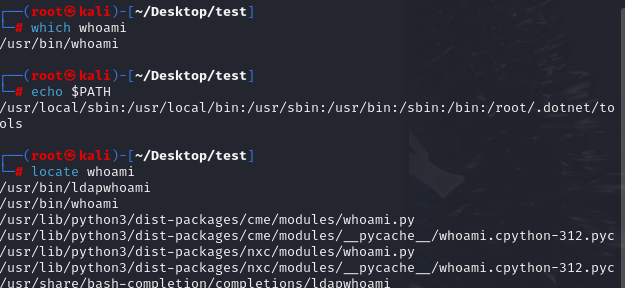 ┌──(root㉿kali)-[~/Desktop/test]
└─# which whoami
/usr/bin/whoami
┌──(root㉿kali)-[~/Desktop/test]
└─# echo $PATH
/usr/local/sbin:/usr/local/bin:/usr/sbin:/usr/bin:/sbin:/bin:/root/.dotnet/to
ols
┌──(root㉿kali)-[~/Desktop/test]
└─# locate whoami
/usr/bin/ldapwhoami
/usr/bin/whoami
/usr/lib/python3/dist-packages/cme/modules/whoami.py
/usr/lib/python3/dist-packages/cme/modules/__pycache__/whoami.cpython-312.pyc
/usr/lib/python3/dist-packages/nxc/modules/whoami.py
/usr/lib/python3/dist-packages/nxc/modules/__pycache__/whoami.cpython-312.pyc
/usr/share/bash-completion/completions/ldapwhoami